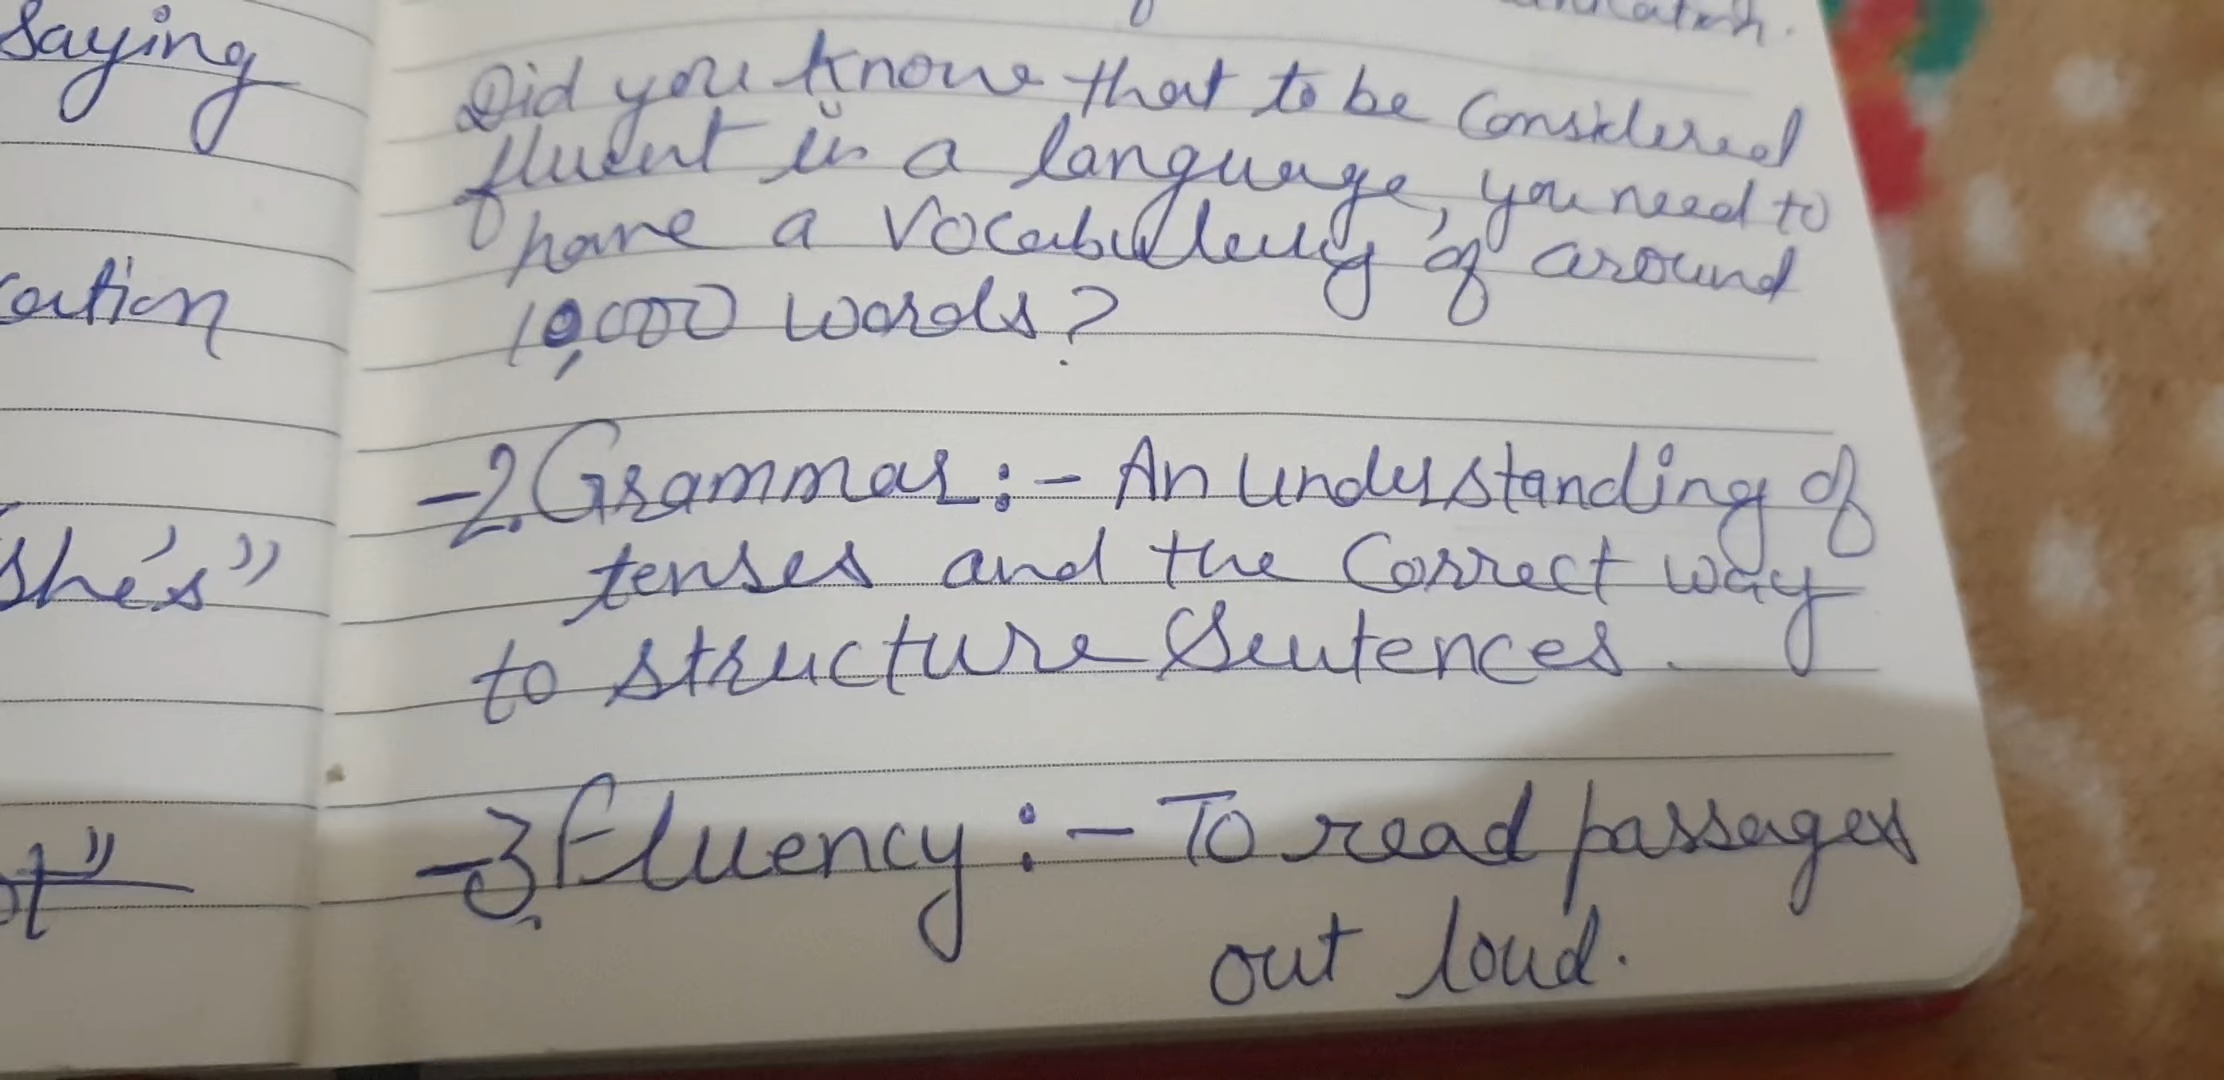 saying
cation
she's"
t"
Did you know that to be considered
fluent in a language, you need to
have a vocabullery of around
10,000 words?
-2. Grammar :- An understanding of
tenses and the correct way
to structure sentences.
-3. Fluency :- To read passages
out loud.